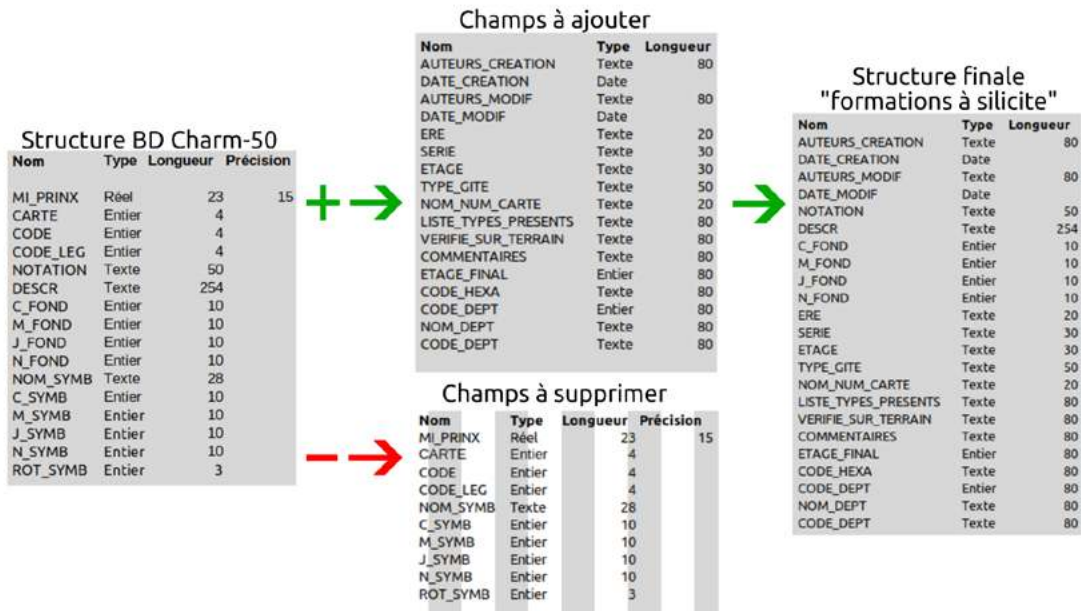 Structure BD Charm-50
Nom Type Longueur Précision
MI_PRINX Réel 23 15
CARTE Entier 4
CODE Entier 4
CODE_LEG Entier 4
NOTATION Texte 50
DESCR Texte 254
C_FOND Entier 10
M_FOND Entier 10
J_FOND Entier 10
N_FOND Entier 10
NOM_SYMB Texte 28
C_SYMB Entier 10
M_SYMB Entier 10
J_SYMB Entier 10
N_SYMB Entier 10
ROT_SYMB Entier 3
Champs à ajouter
Nom Type Longueur
AUTEURS_CREATION Texte 80
DATE_CREATION Date
AUTEURS_MODIF Texte 80
DATE_MODIF Date
ERE Texte 20
SERIE Texte 30
ETAGE Texte 30
TYPE_GITE Texte 50
NOM_NUM_CARTE Texte 20
LISTE_TYPES_PRESENTS Texte 80
VERIFIE_SUR_TERRAIN Texte 80
COMMENTAIRES Texte 80
ETAGE_FINAL Entier 80
CODE_HEXA Texte 80
CODE_DEPT Entier 80
NOM_DEPT Texte 80
CODE_DEPT Texte 80
Champs à supprimer
Nom Type Longueur Précision
MI_PRINX Réel 23 15
CARTE Entier 4
CODE Entier 4
CODE_LEG Entier 4
NOM_SYMB Texte 28
C_SYMB Entier 10
M_SYMB Entier 10
J_SYMB Entier 10
N_SYMB Entier 10
ROT_SYMB Entier 3
Structure finale
"formations à silicite"
Nom Type Longueur
AUTEURS_CREATION Texte 80
DATE_CREATION Date
AUTEURS_MODIF Texte 80
DATE_MODIF Date
NOTATION Texte 50
DESCR Texte 254
C_FOND Entier 10
M_FOND Entier 10
J_FOND Entier 10
N_FOND Entier 10
ERE Texte 20
SERIE Texte 30
ETAGE Texte 30
TYPE_GITE Texte 50
NOM_NUM_CARTE Texte 20
LISTE_TYPES_PRESENTS Texte 80
VERIFIE_SUR_TERRAIN Texte 80
COMMENTAIRES Texte 80
ETAGE_FINAL Entier 80
CODE_HEXA Texte 80
CODE_DEPT Entier 80
NOM_DEPT Texte 80
CODE_DEPT Texte 80